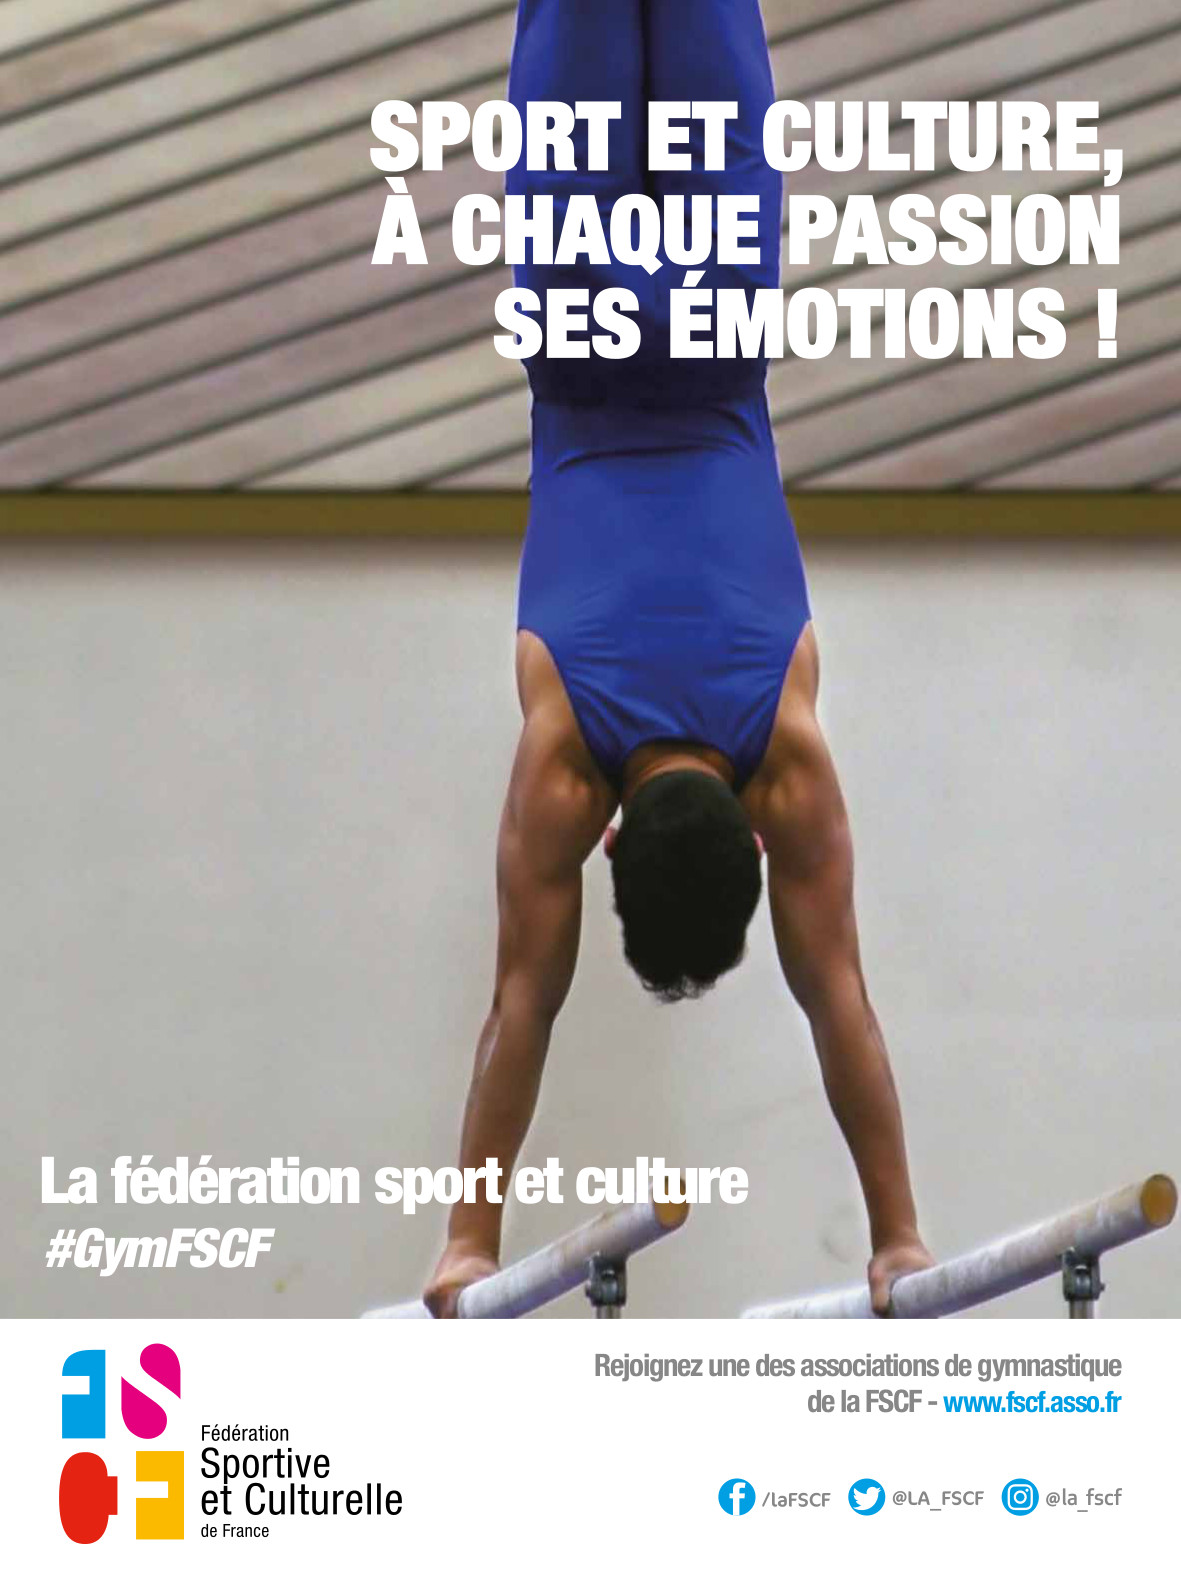 SPORT ET CULTURE,
À CHAQUE PASSION
SES ÉMOTIONS !
La fédération sport et culture
#GymFSCF
FSCF
Fédération
Sportive
et Culturelle
de France
Rejoignez une des associations de gymnastique
de la FSCF - www.fscf.asso.fr
/laFSCF
@LA_FSCF
@la_fscf